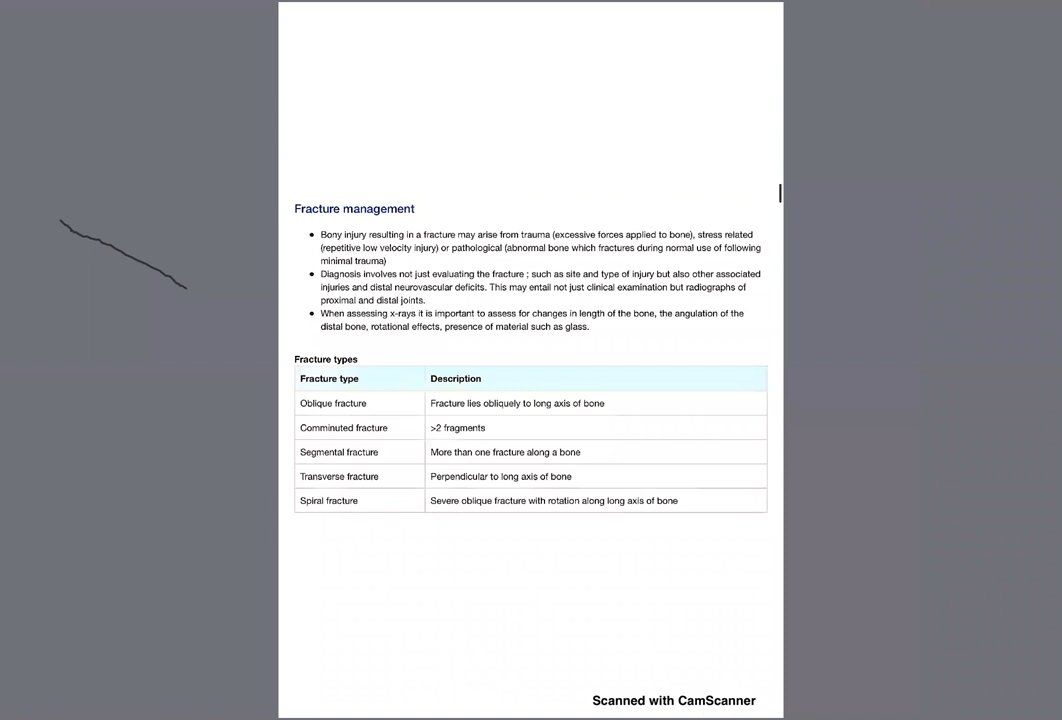 Fracture management
Bony injury resulting in a fracture may arise from trauma (excessive forces applied to bone), stress related
(repetitive low velocity injury) or pathological (abnormal bone which fractures during normal use of following
minimal trauma)
Diagnosis involves not just evaluating the fracture ; such as site and type of injury but also other associated
injuries and distal neurovascular deficits. This may entail not just clinical examination but radiographs of
proximal and distal joints.
When assessing x-rays it is important to assess for changes in length of the bone, the angulation of the
distal bone, rotational effects, presence of material such as glass.
Fracture types
Fracture type Description
Oblique fracture Fracture lies obliquely to long axis of bone
Comminuted fracture >2 fragments
Segmental fracture More than one fracture along a bone
Transverse fracture Perpendicular to long axis of bone
Spiral fracture Severe oblique fracture with rotation along long axis of bone
Scanned with CamScanner